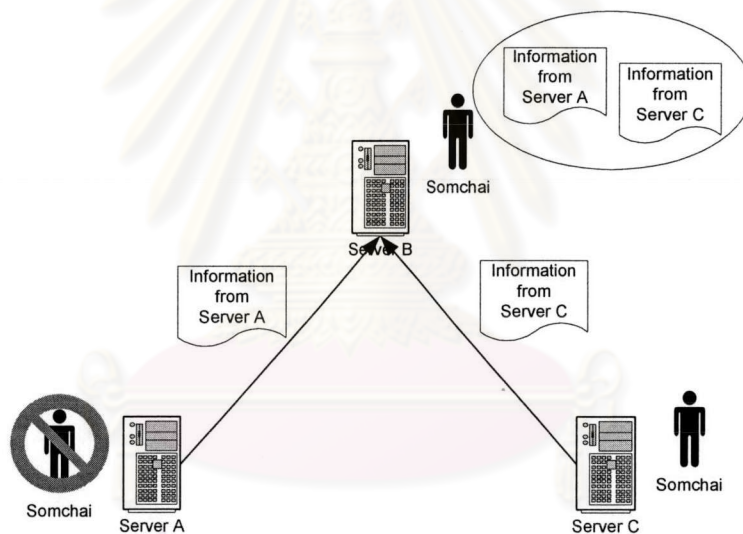 Information
from
Server A
Information
from
Server C
Somchai
Server B
Information
from
Server A
Information
from
Server C
Somchai
Server A
Server C
Somchai